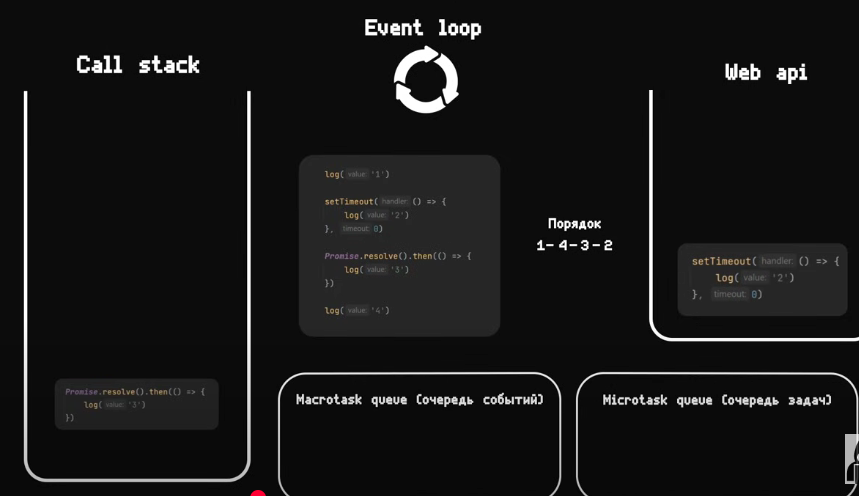 Event loop
Call stack
Web api
log( value: '1')
setTimeout( handler: () => {
log( value: '2')
}, timeout: 0)
Promise.resolve().then(() => {
log( value: '3')
})
log( value: '4')
Порядок
1-4-3-2
setTimeout( handler: () => {
log( value: '2')
}, timeout: 0)
Promise.resolve().then(() => {
log( value: '3')
})
Macrotask queue (очередь событий)
Microtask queue (очередь задач)